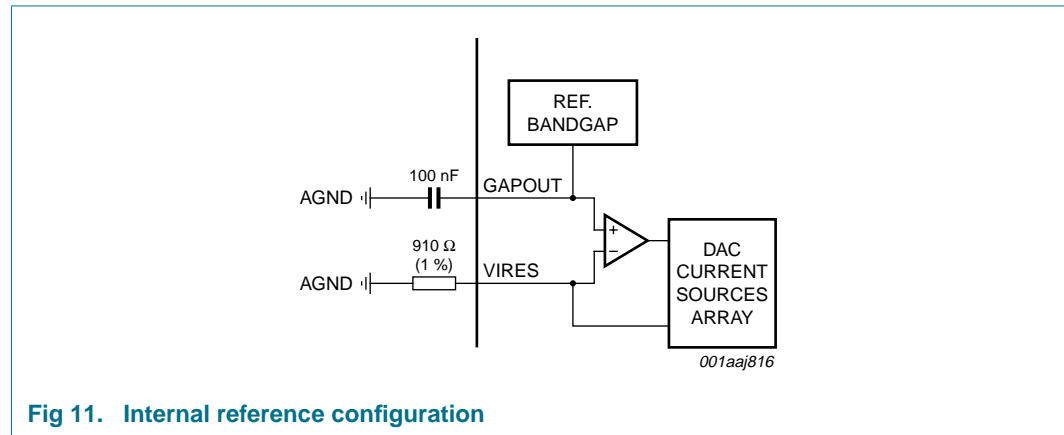 REF.
BANDGAP
100 nF
AGND
GAPOUT
+
−
910 Ω
(1 %)
AGND
VIRES
DAC
CURRENT
SOURCES
ARRAY
001aaj816
Fig 11. Internal reference configuration